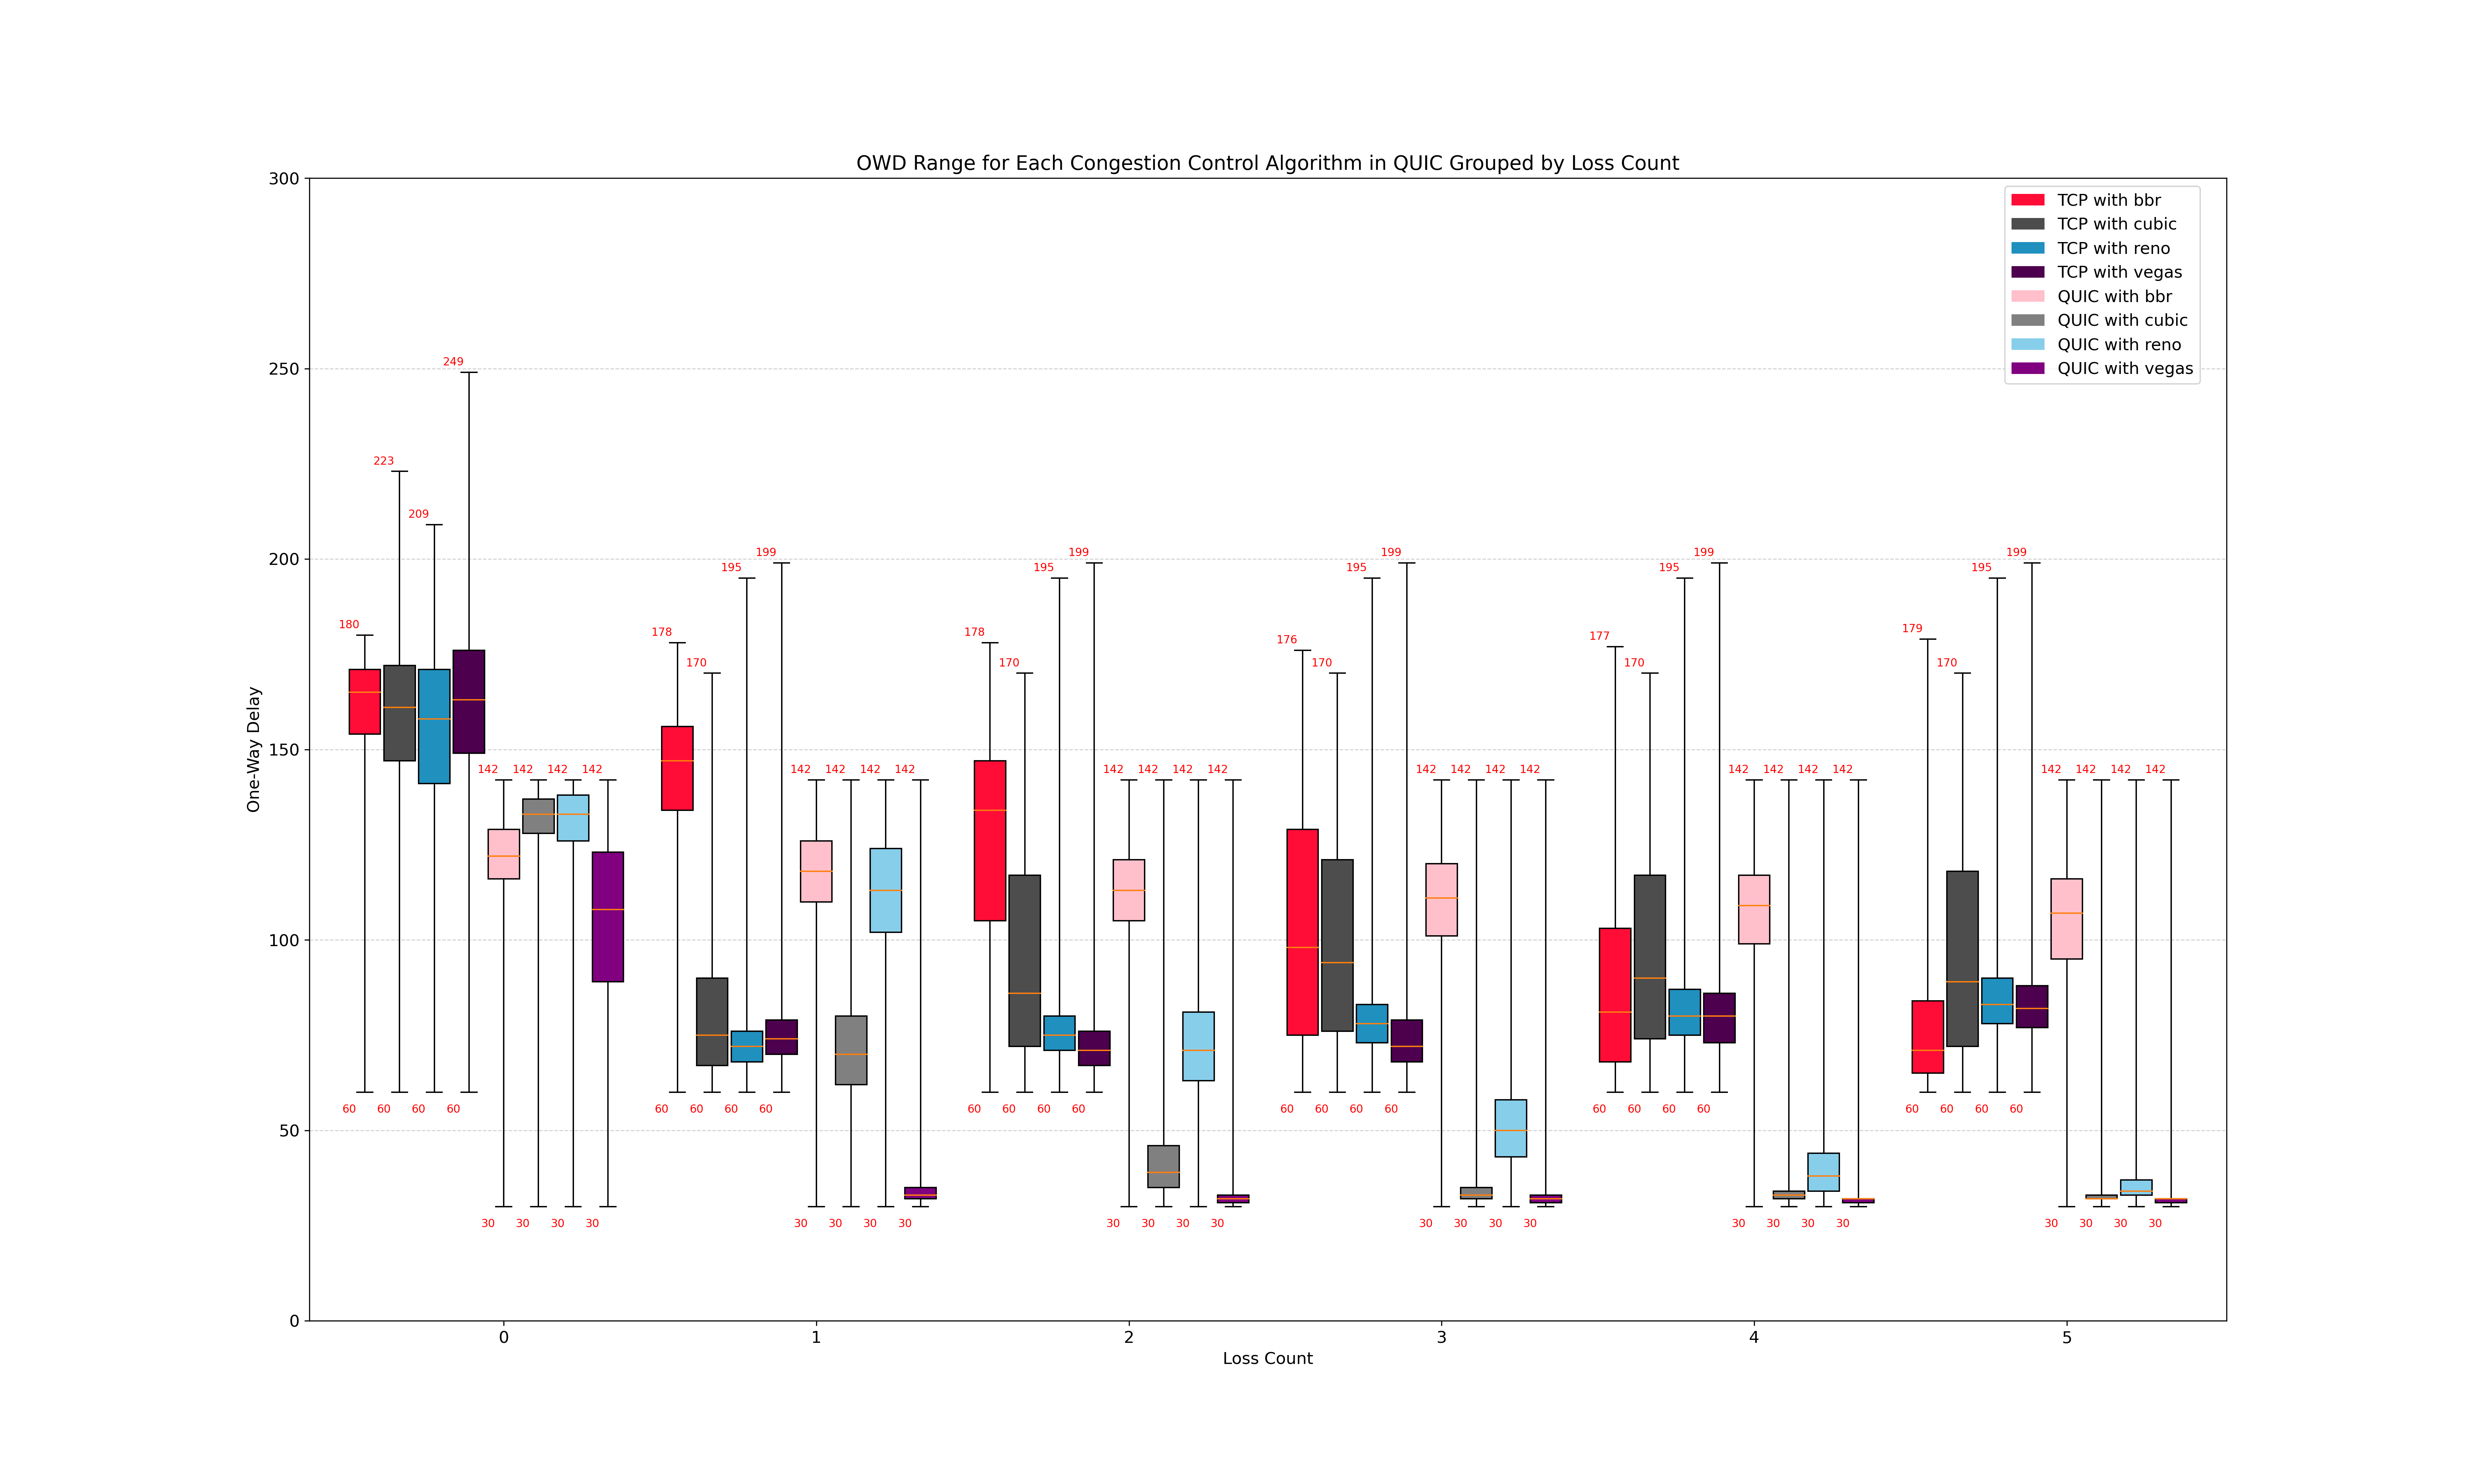 OWD Range for Each Congestion Control Algorithm in QUIC Grouped by Loss Count
TCP with bbr
TCP with cubic
TCP with reno
TCP with vegas
QUIC with bbr
QUIC with cubic
QUIC with reno
QUIC with vegas
One-Way Delay
300
250
200
150
100
50
0
180 223 209 249 142 142 142 142
60 60 60 60 30 30 30 30
178 170 195 199 142 142 142 142
60 60 60 60 30 30 30 30
178 170 195 199 142 142 142 142
60 60 60 60 30 30 30 30
176 170 195 199 142 142 142 142
60 60 60 60 30 30 30 30
177 170 195 199 142 142 142 142
60 60 60 60 30 30 30 30
179 170 195 199 142 142 142 142
60 60 60 60 30 30 30 30
0 1 2 3 4 5
Loss Count